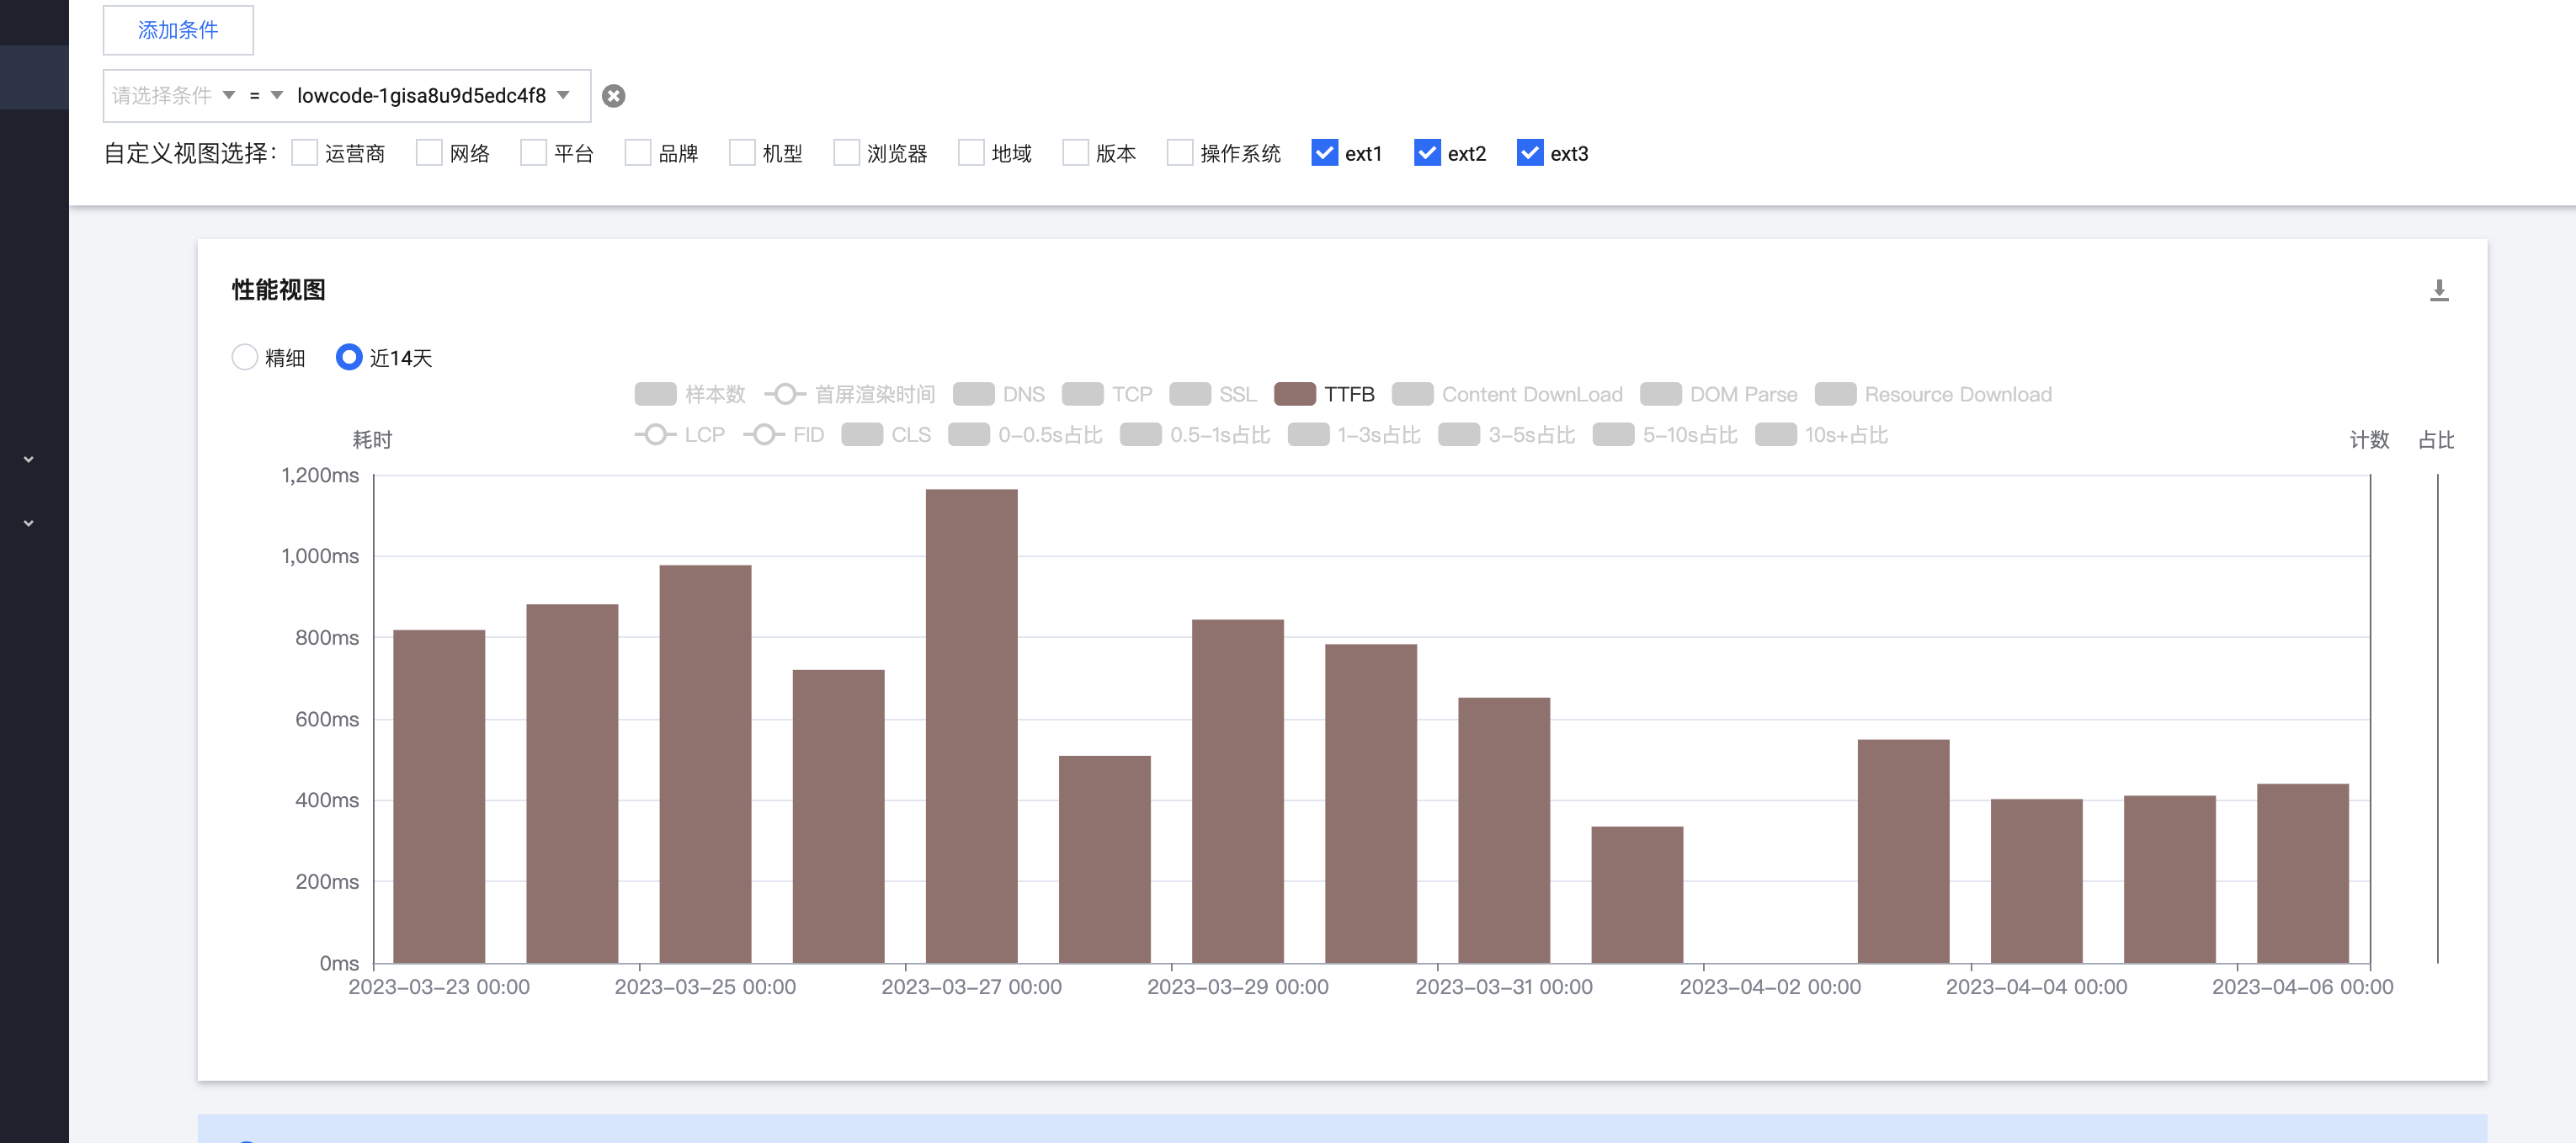 添加条件
请选择条件 = lowcode-1gisa8u9d5edc4f8
自定义视图选择: 运营商 网络 平台 品牌 机型 浏览器 地域 版本 操作系统 ext1 ext2 ext3
性能视图
精细 近14天
样本数 首屏渲染时间 DNS TCP SSL TTFB Content DownLoad DOM Parse Resource Download
LCP FID CLS 0-0.5s占比 0.5-1s占比 1-3s占比 3-5s占比 5-10s占比 10s+占比
耗时 计数 占比
1,200ms
1,000ms
800ms
600ms
400ms
200ms
0ms
2023-03-23 00:00 2023-03-25 00:00 2023-03-27 00:00 2023-03-29 00:00 2023-03-31 00:00 2023-04-02 00:00 2023-04-04 00:00 2023-04-06 00:00